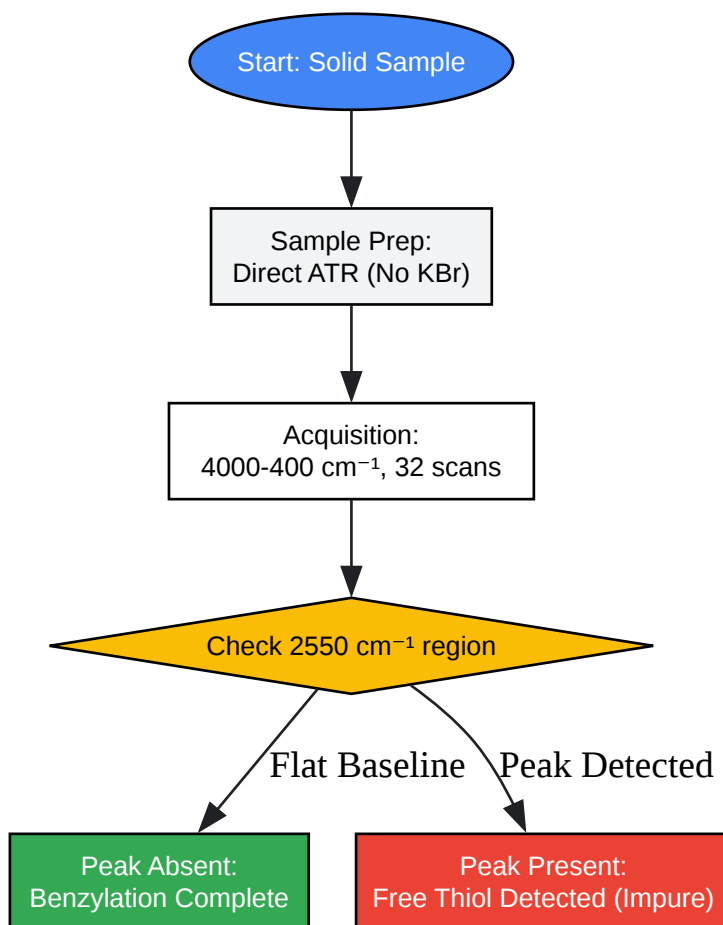 Start: Solid Sample
Sample Prep:
Direct ATR (No KBr)
Acquisition:
4000-400 cm⁻¹, 32 scans
Check 2550 cm⁻¹ region
Flat Baseline
Peak Detected
Peak Absent:
Benzylation Complete
Peak Present:
Free Thiol Detected (Impure)